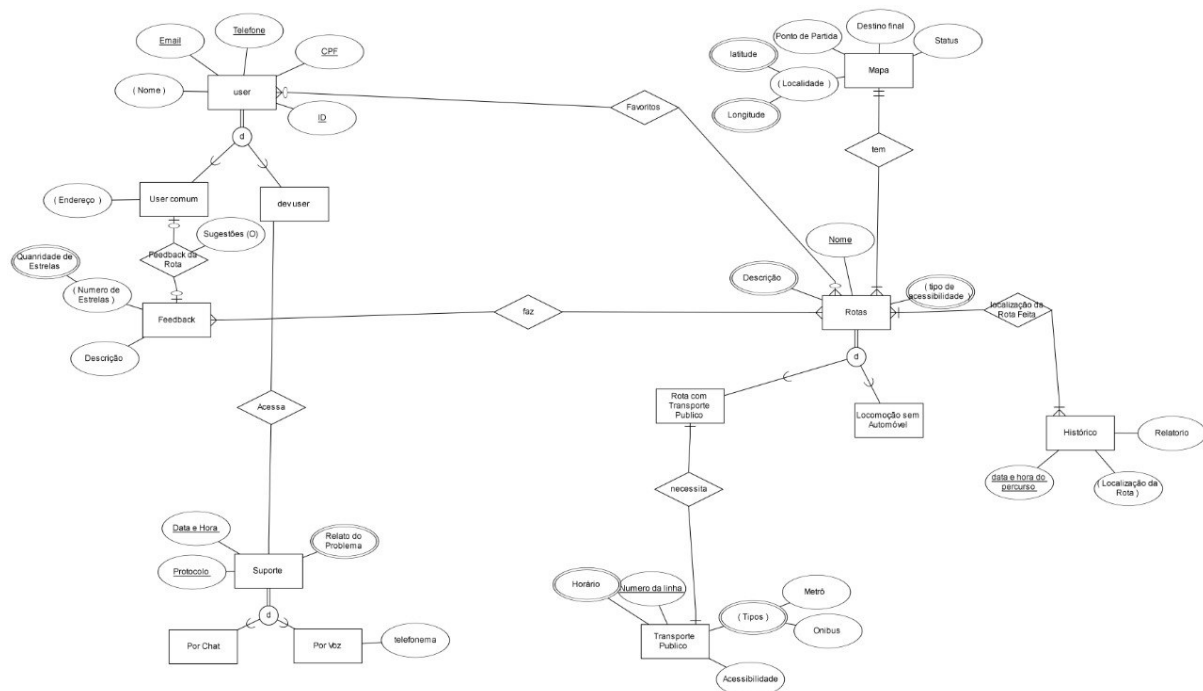 Telefone
Email
CPF
( Nome )
user
ID
d
User comum
dev user
( Endereço )
Sugestões (O)
Feedback da
Rota
Quanridade de
Estrelas
( Numero de
Estrelas )
Feedback
Descrição
Favoritos
faz
Acessa
Destino final
Ponto de Partida
Status
latitude
Mapa
( Localidade )
Longitude
tem
Nome
Descrição
( tipo de
acessibilidade )
Rotas
localização da
Rota Feita
d
Rota com
Transporte
Publico
Locomoção sem
Automóvel
Histórico
Relatorio
data e hora do
percurso
( Localização da
Rota )
necessita
Data e Hora
Relato do
Problema
Protocolo
Suporte
d
Por Chat
Por Voz
telefonema
Horário
Numero da linha
Metrô
( Tipos )
Onibus
Transporte
Publico
Acessibilidade